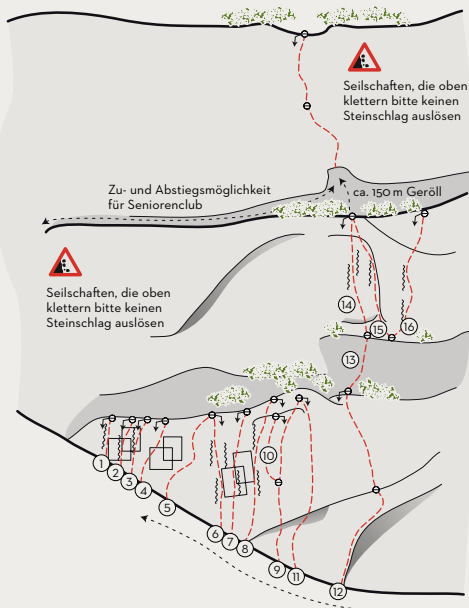 Seilschaften, die oben
klettern bitte keinen
Steinschlag auslösen
Zu- und Abstiegsmöglichkeit
für Seniorenclub
ca. 150 m Geröll
Seilschaften, die oben
klettern bitte keinen
Steinschlag auslösen
14
15
16
13
10
1
2
3
4
5
6
7
8
9
11
12